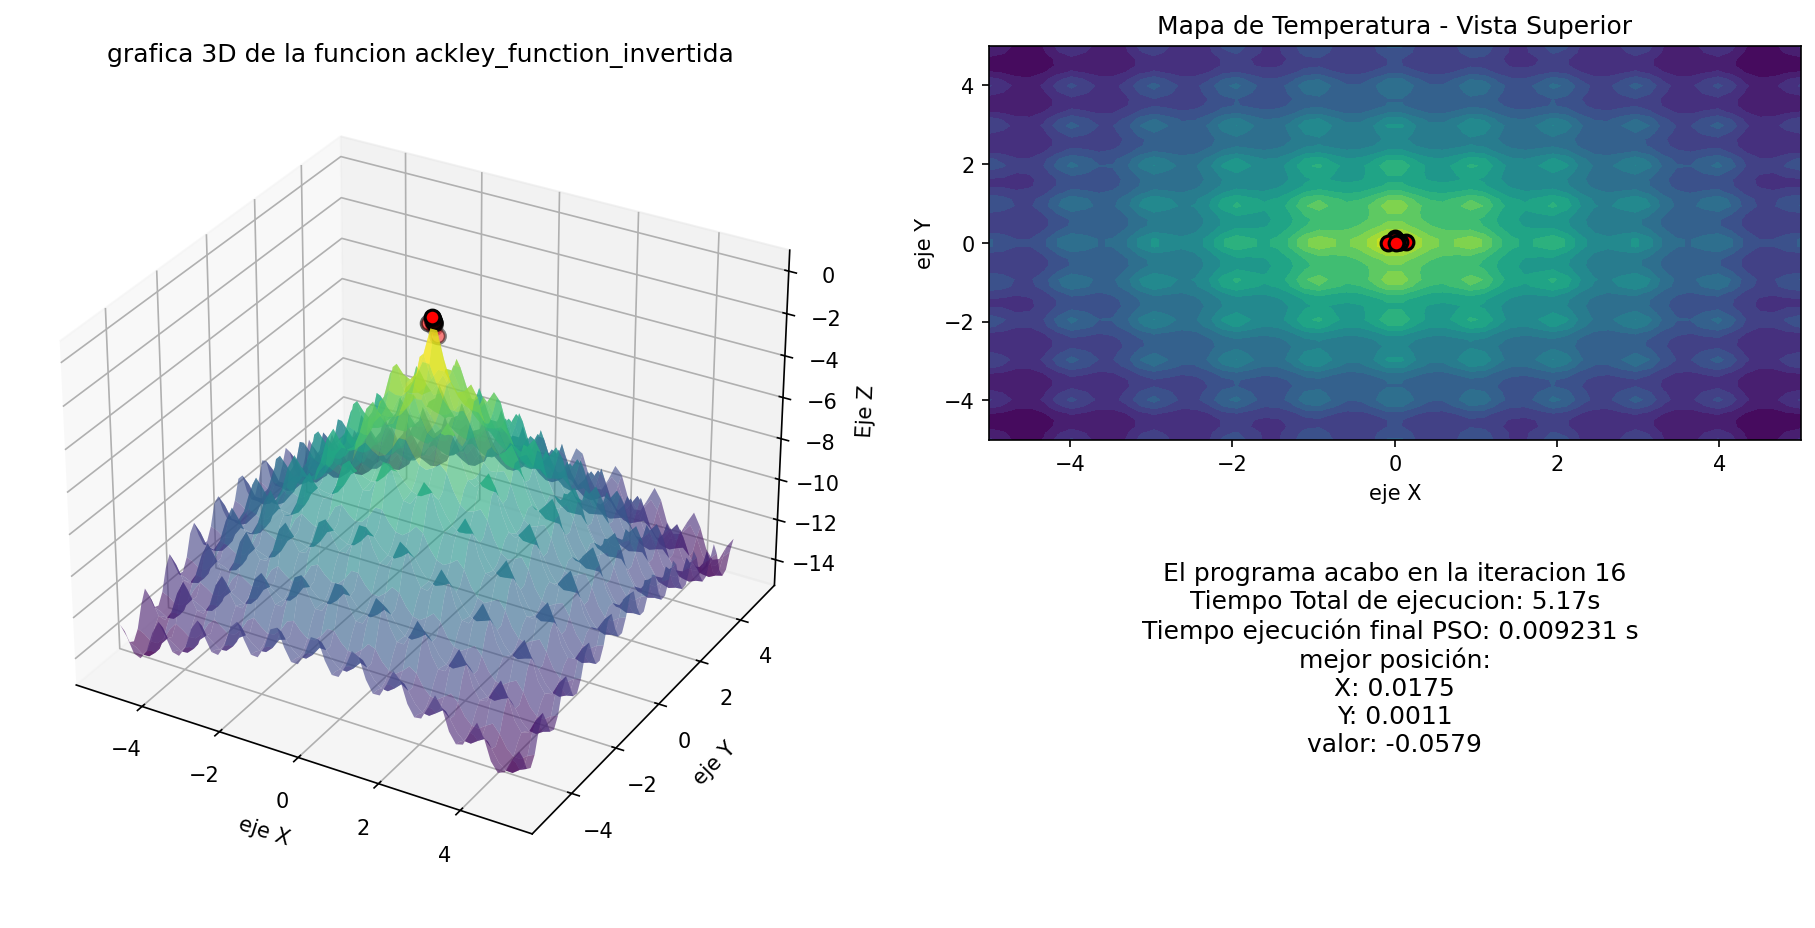 grafica 3D de la funcion ackley_function_invertida
0
−2
−4
−6
−8
−10
−12
−14
Eje Z
−4
−2
0
2
4
eje X
4
2
0
−2
−4
eje Y
Mapa de Temperatura - Vista Superior
4
2
0
−2
−4
eje Y
−4
−2
0
2
4
eje X
El programa acabo en la iteracion 16
Tiempo Total de ejecucion: 5.17s
Tiempo ejecución final PSO: 0.009231 s
mejor posición:
X: 0.0175
Y: 0.0011
valor: -0.0579